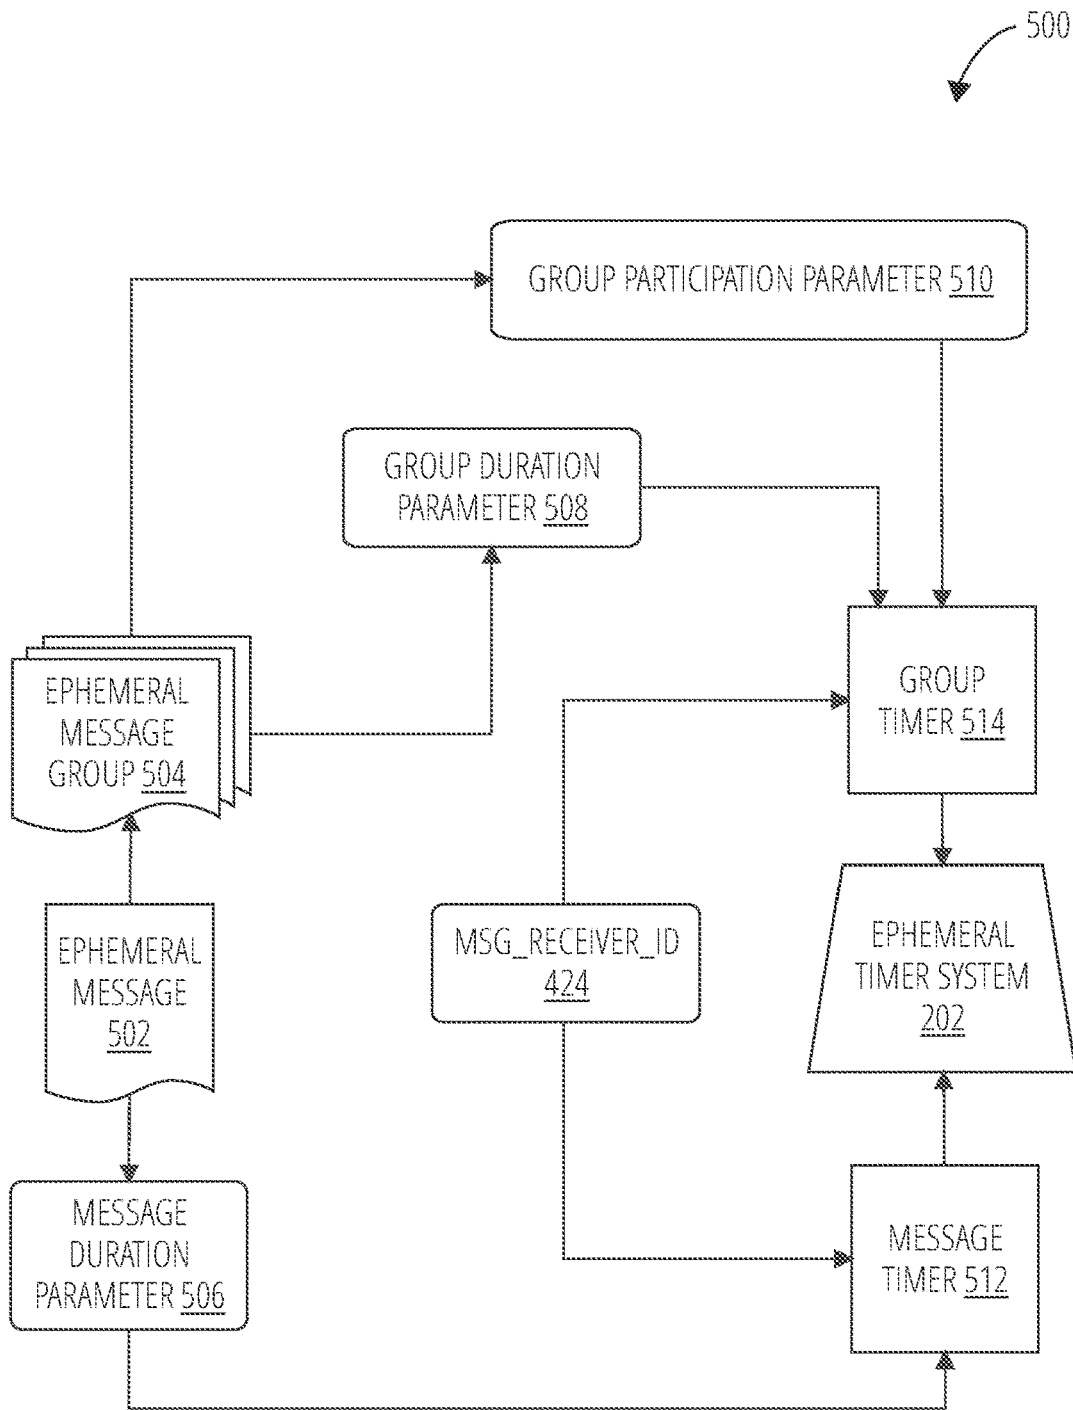 500
GROUP PARTICIPATION PARAMETER 510
GROUP DURATION
PARAMETER 508
EPHEMERAL
MESSAGE
GROUP 504
GROUP
TIMER 514
EPHEMERAL
MESSAGE
502
MSG_RECEIVER_ID
424
EPHEMERAL
TIMER SYSTEM
202
MESSAGE
DURATION
PARAMETER 506
MESSAGE
TIMER 512